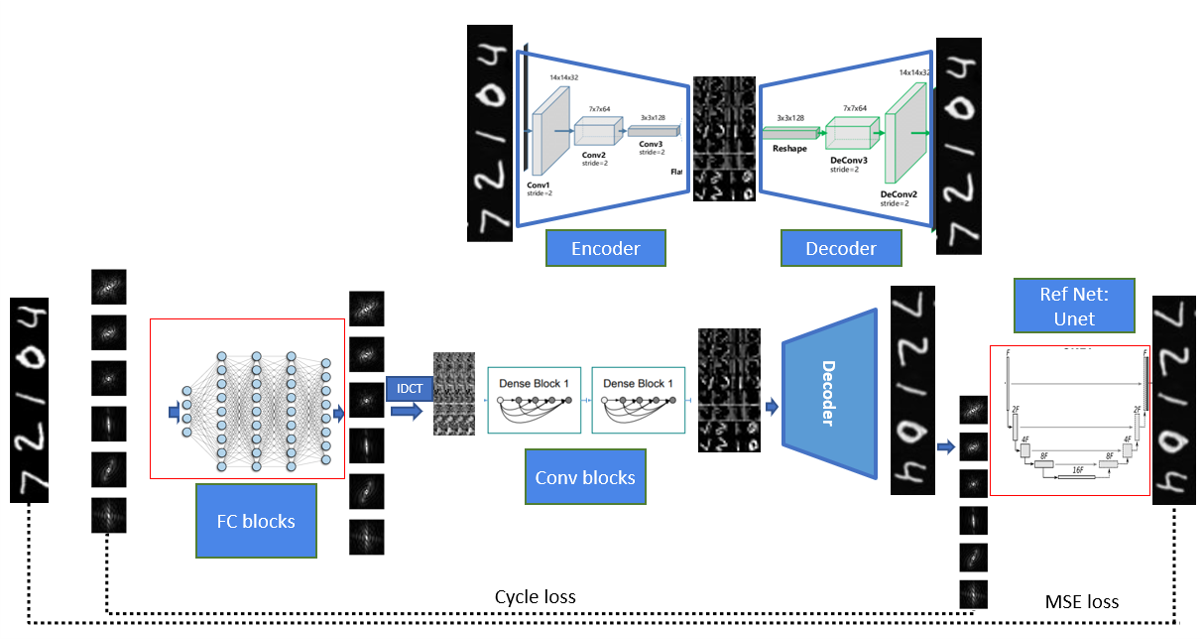 14x14x32
7x7x64
3x3x128
Conv1
stride=2
Conv2
stride=2
Conv3
stride=2
Flat
3x3x128
7x7x64
14x14x32
Reshape
DeConv3
stride=2
DeConv2
stride=2
7 2 1 0 4
7 2 1 0 4
Encoder
Decoder
Ref Net:
Unet
7 2 1 0 4
FC blocks
IDCT
Dense Block 1
Dense Block 1
Conv blocks
Decoder
7 2 1 0 4
F
F
2F
2F
4F
4F
8F
8F
16F
7 2 1 0 4
Cycle loss
MSE loss